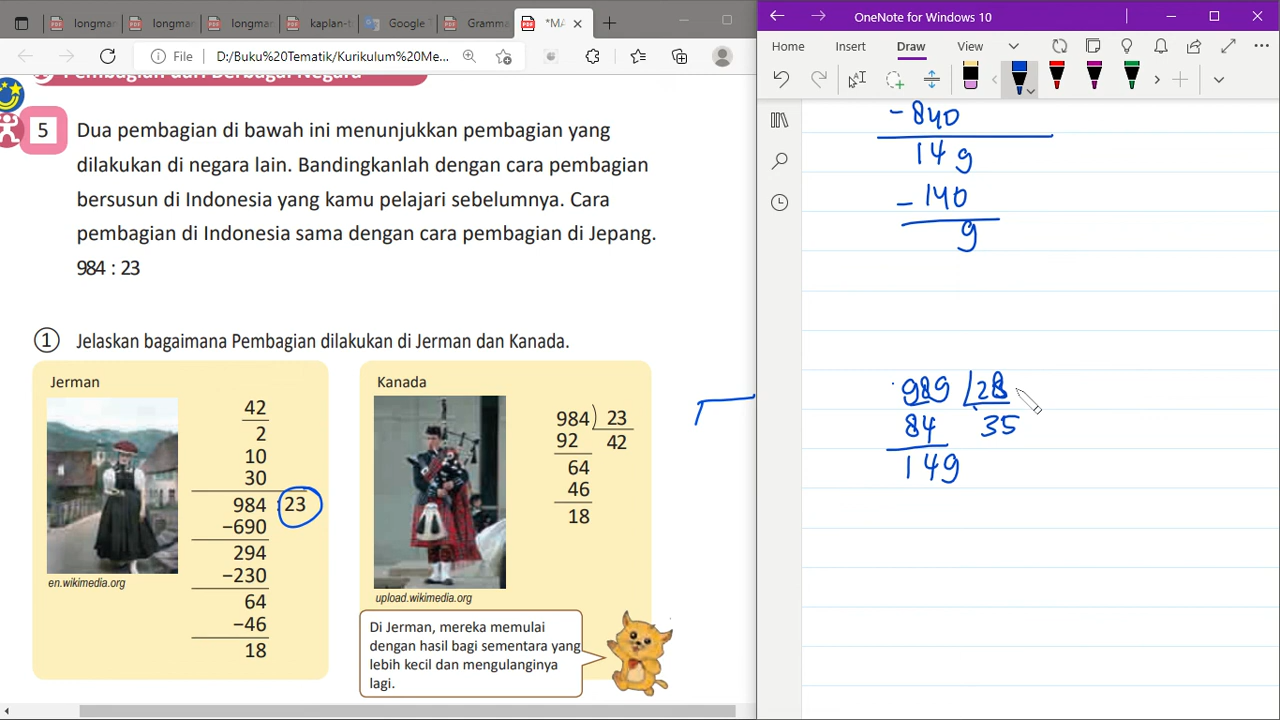 longmar
longmar
longmar
kaplan-t
Google T
Gramma
*MA
OneNote for Windows 10
File
D:/Buku%20Tematik/Kurikulum%20Me...
Home
Insert
Draw
View
Pembagian dari Berbagai Negara
5
Dua pembagian di bawah ini menunjukkan pembagian yang
dilakukan di negara lain. Bandingkanlah dengan cara pembagian
bersusun di Indonesia yang kamu pelajari sebelumnya. Cara
pembagian di Indonesia sama dengan cara pembagian di Jepang.
984 : 23
1 Jelaskan bagaimana Pembagian dilakukan di Jerman dan Kanada.
Jerman
42
2
10
30
984 : 23
−690
294
−230
64
−46
18
en.wikimedia.org
Kanada
984) 23
92 42
64
46
18
upload.wikimedia.org
Di Jerman, mereka memulai
dengan hasil bagi sementara yang
lebih kecil dan mengulanginya
lagi.
- 840
149
- 140
9
989 28
84 35
149